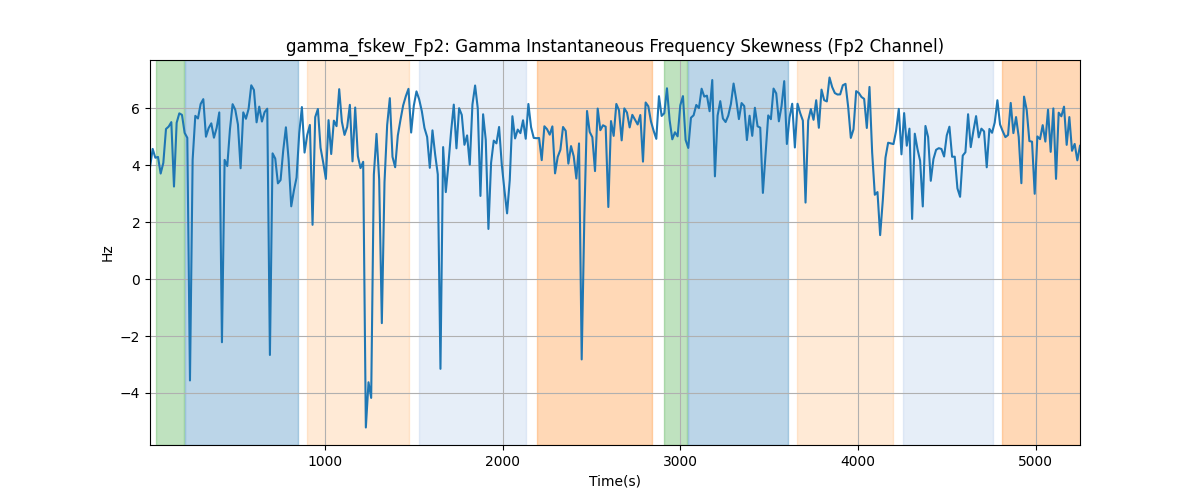 gamma_fskew_Fp2: Gamma Instantaneous Frequency Skewness (Fp2 Channel)
6
4
2
0
−2
−4
Hz
1000 2000 3000 4000 5000
Time(s)